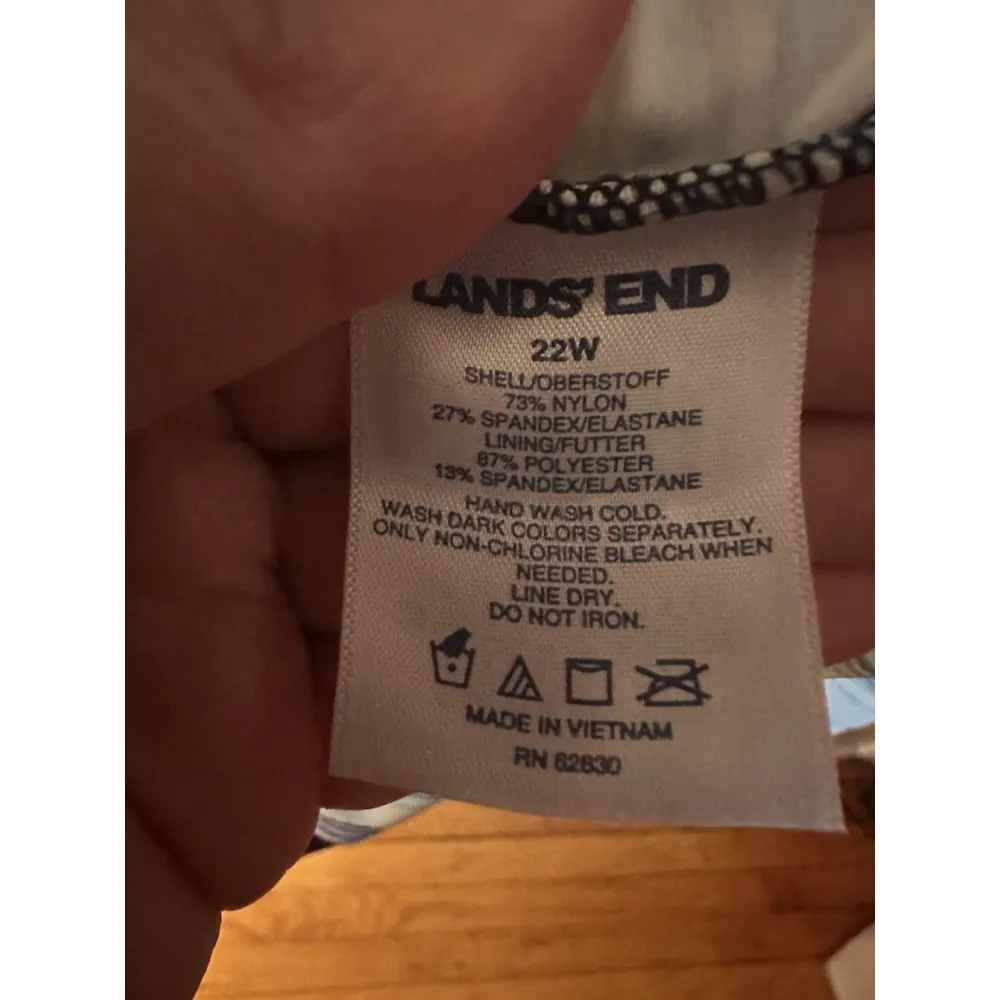 LANDS' END
22W
SHELL/OBERSTOFF
73% NYLON
27% SPANDEX/ELASTANE
LINING/FUTTER
87% POLYESTER
13% SPANDEX/ELASTANE
HAND WASH COLD.
WASH DARK COLORS SEPARATELY.
ONLY NON-CHLORINE BLEACH WHEN
NEEDED.
LINE DRY.
DO NOT IRON.
MADE IN VIETNAM
RN 62830